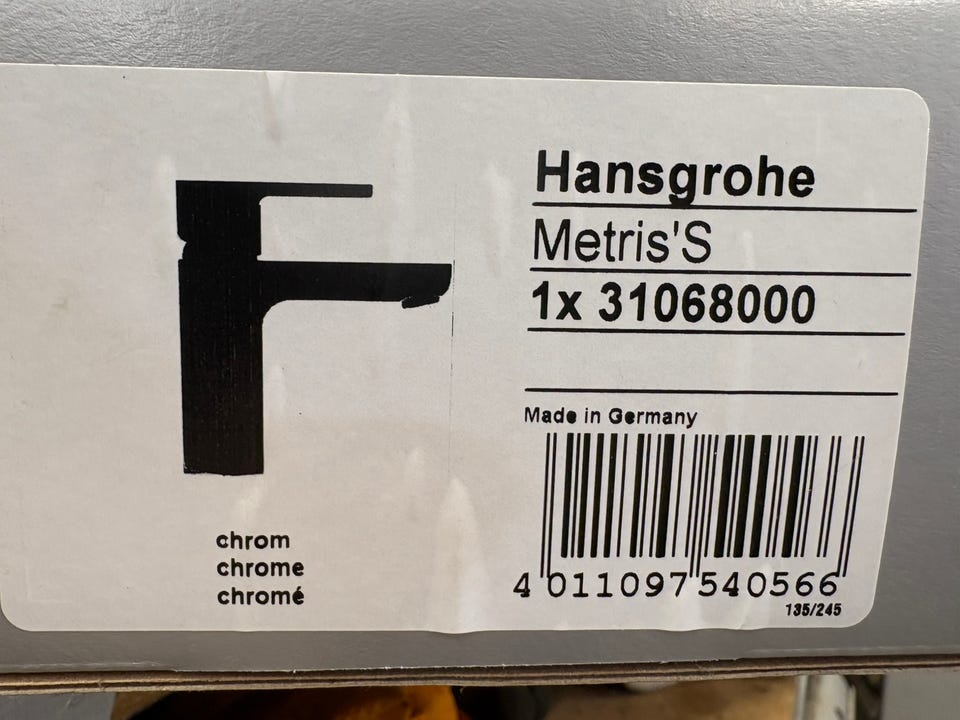 Hansgrohe
Metris'S
1x 31068000
Made in Germany
4 011097 540566
135/245
chrom
chrome
chromé